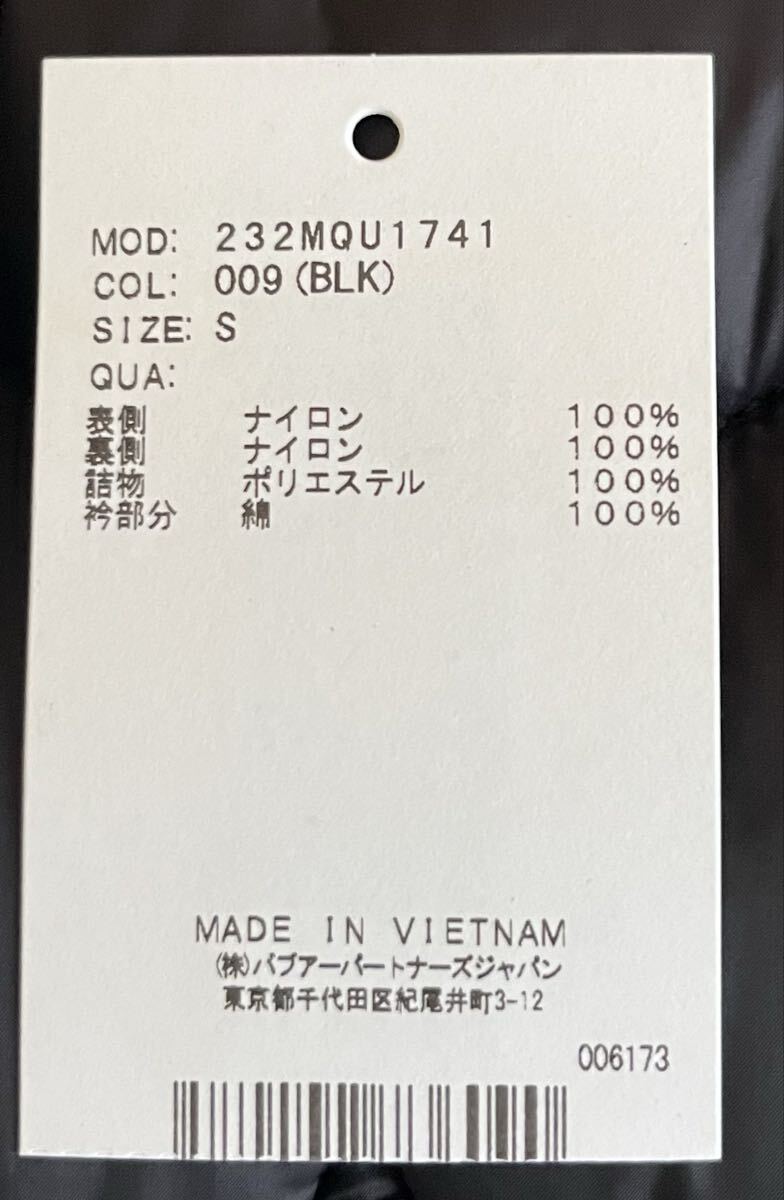 MOD: 232MQU1741
COL: 009(BLK)
SIZE: S
QUA:
表側 ナイロン 100%
裏側 ナイロン 100%
詰物 ポリエステル 100%
衿部分 綿 100%
MADE IN VIETNAM
(株)バブアーパートナーズジャパン
東京都千代田区紀尾井町3-12
006173